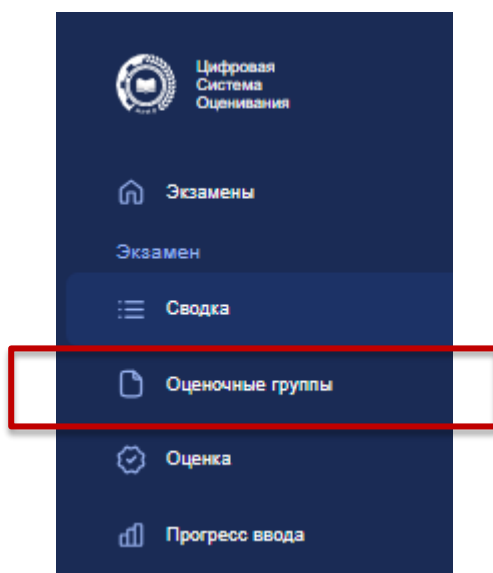 Цифровая
Система
Оценивания
Экзамены
Экзамен
Сводка
Оценочные группы
Оценка
Прогресс ввода